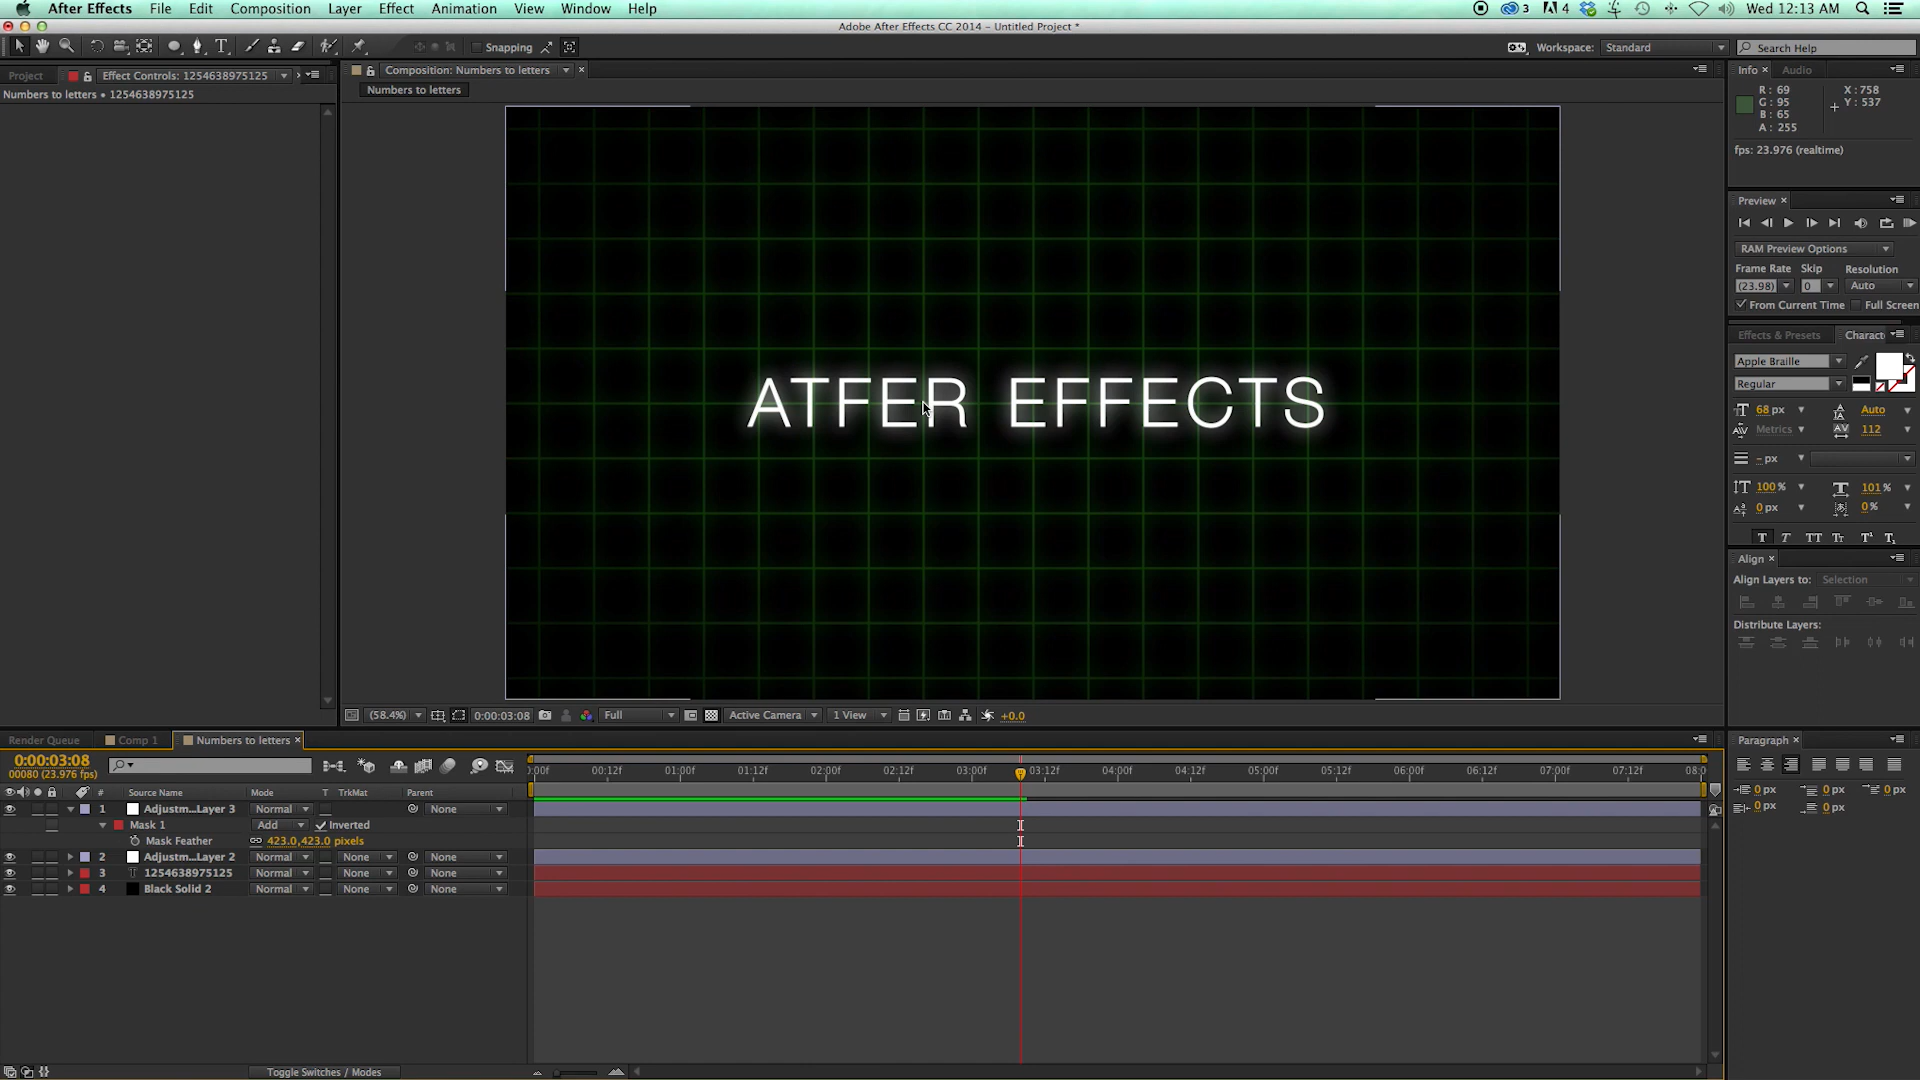 After Effects File Edit Composition Layer Effect Animation View Window Help 3 4 Wed 12:13 AM
Adobe After Effects CC 2014 – Untitled Project *
Snapping Workspace: Standard Search Help
Project Effect Controls: 1254638975125 Composition: Numbers to letters Info Audio
Numbers to letters • 1254638975125 Numbers to letters
R: 69 X: 758
G: 95 Y: 537
B: 65
A: 255
fps: 23.976 (realtime)
Preview
RAM Preview Options
Frame Rate Skip Resolution
(23.98) 0 Auto
From Current Time Full Screen
Effects & Presets Charact
Apple Braille
Regular
68 px Auto
Metrics 112
– px
100 % 101 %
0 px 0 %
T T TT Tr T¹ T₁
Align
Align Layers to: Selection
Distribute Layers:
ATFER EFFECTS
(58.4%) 0:00:03:08 Full Active Camera 1 View +0.0
Render Queue Comp 1 Numbers to letters Paragraph
0:00:03:08
00080 (23.976 fps)
):00f 00:12f 01:00f 01:12f 02:00f 02:12f 03:00f 03:12f 04:00f 04:12f 05:00f 05:12f 06:00f 06:12f 07:00f 07:12f 08:0
# Source Name Mode T TrkMat Parent
1 Adjustm...Layer 3 Normal None
Mask 1 Add Inverted
Mask Feather 423.0,423.0 pixels
2 Adjustm...Layer 2 Normal None None
3 T 1254638975125 Normal None None
4 Black Solid 2 Normal None None
0 px 0 px 0 px
0 px 0 px
Toggle Switches / Modes